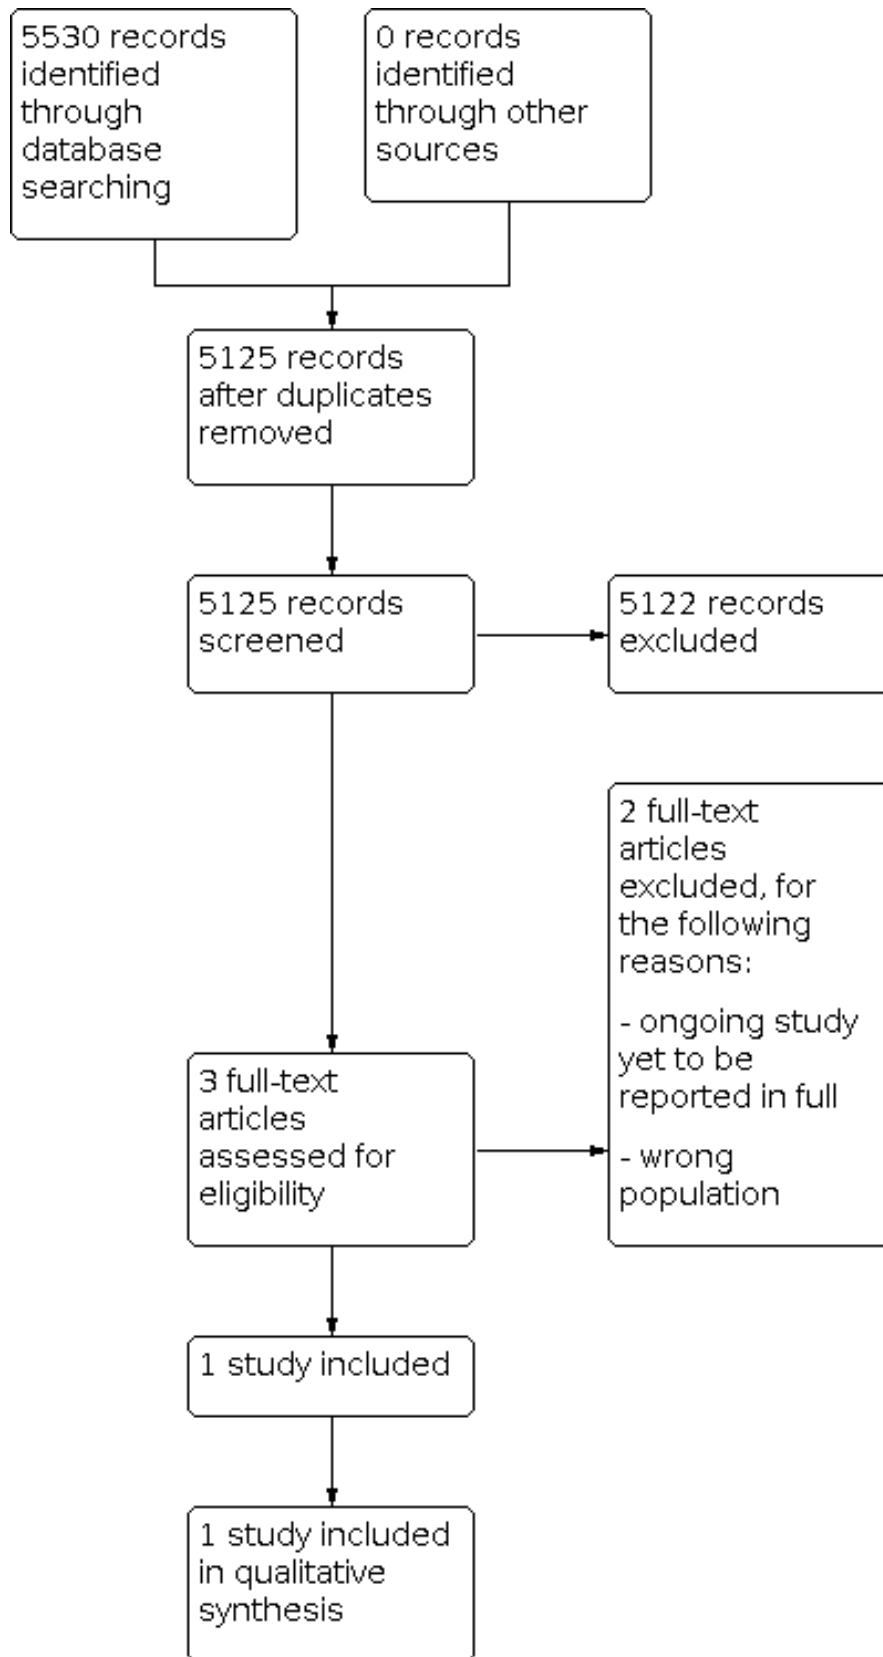 5530 records
identified
through
database
searching
0 records
identified
through other
sources
5125 records
after duplicates
removed
5125 records
screened
5122 records
excluded
2 full-text
articles
excluded, for
the following
reasons:
- ongoing study
yet to be
reported in full
- wrong
population
3 full-text
articles
assessed for
eligibility
1 study included
1 study included
in qualitative
synthesis